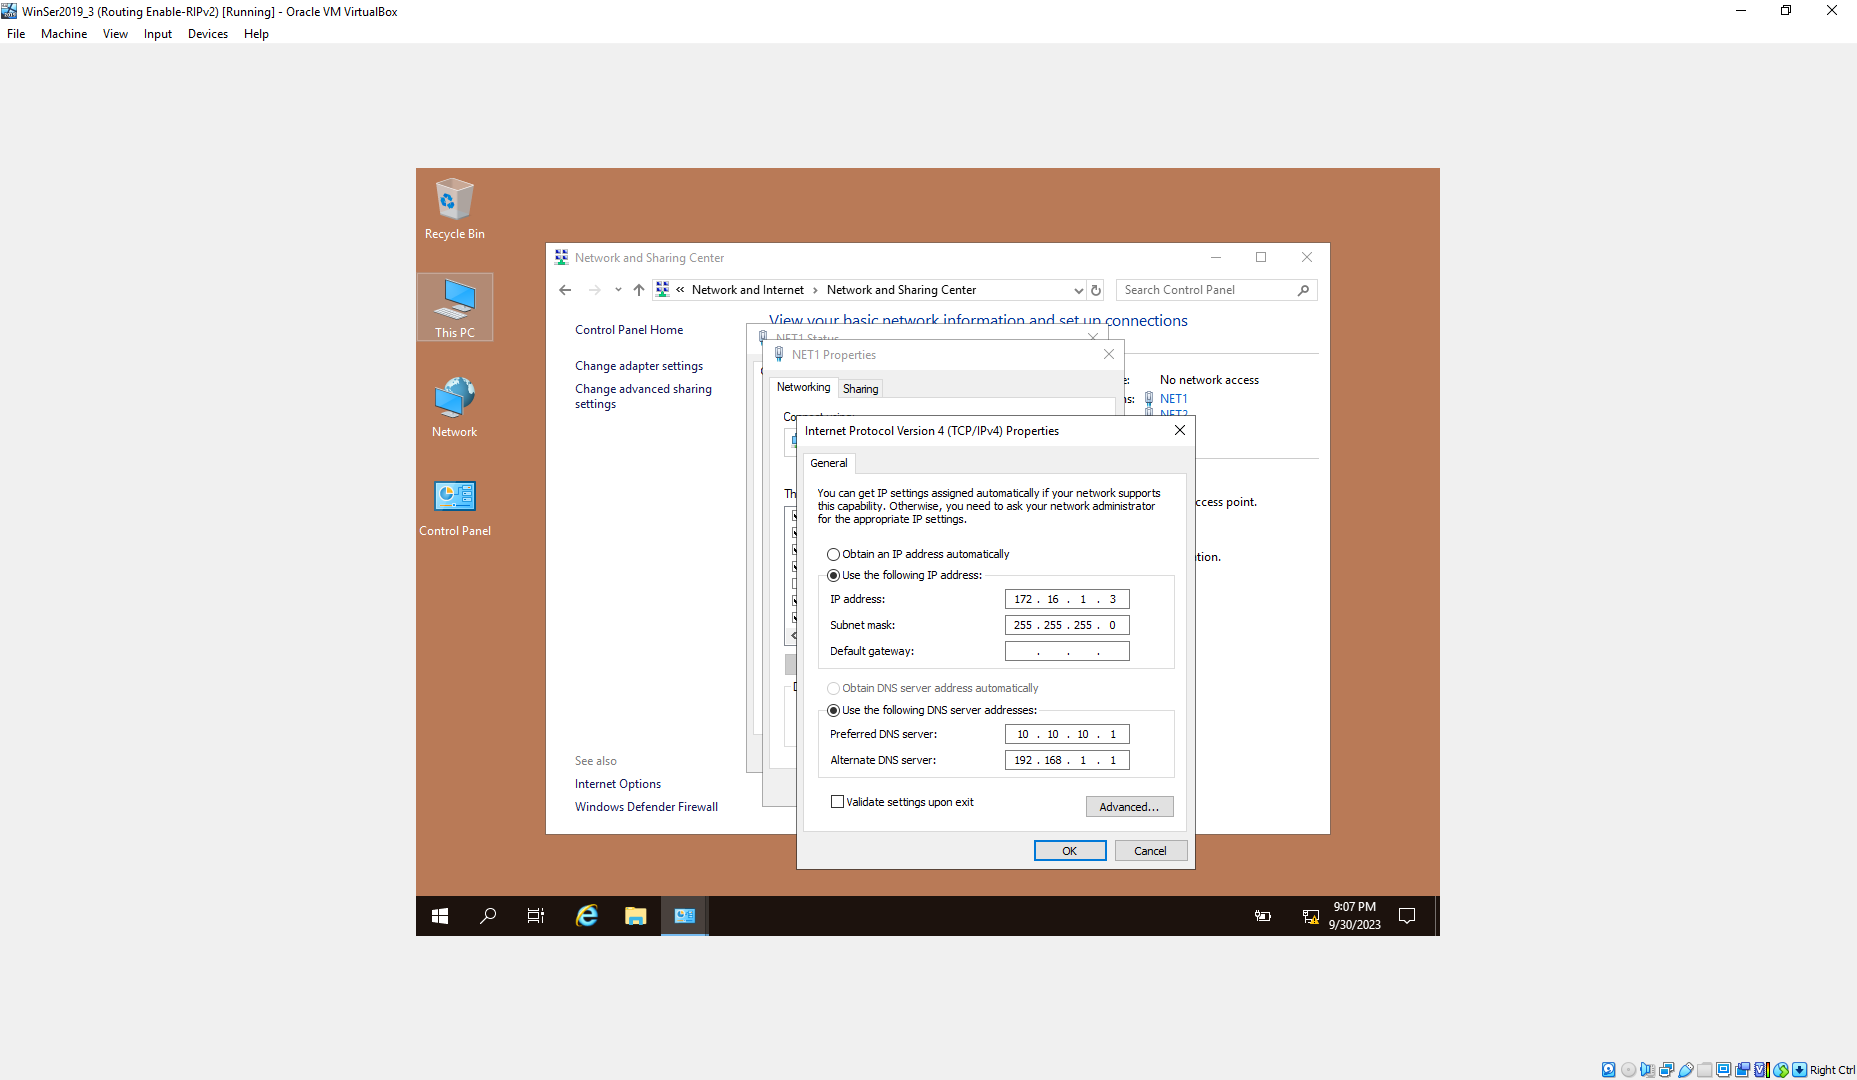 WinSer2019_3 (Routing Enable-RIPv2) [Running] - Oracle VM VirtualBox
File Machine View Input Devices Help
Recycle Bin
This PC
Network
Control Panel
Network and Sharing Center
« Network and Internet › Network and Sharing Center
Search Control Panel
Control Panel Home
Change adapter settings
Change advanced sharing
settings
See also
Internet Options
Windows Defender Firewall
View your basic network information and set up connections
No network access
NET1
NET2
ccess point.
tion.
NET1 Status
NET1 Properties
Networking
Sharing
Connect using:
Th
Internet Protocol Version 4 (TCP/IPv4) Properties
General
You can get IP settings assigned automatically if your network supports
this capability. Otherwise, you need to ask your network administrator
for the appropriate IP settings.
Obtain an IP address automatically
Use the following IP address:
IP address: 172 . 16 . 1 . 3
Subnet mask: 255 . 255 . 255 . 0
Default gateway: . . .
Obtain DNS server address automatically
Use the following DNS server addresses:
Preferred DNS server: 10 . 10 . 10 . 1
Alternate DNS server: 192 . 168 . 1 . 1
Validate settings upon exit
Advanced...
OK
Cancel
9:07 PM
9/30/2023
Right Ctrl